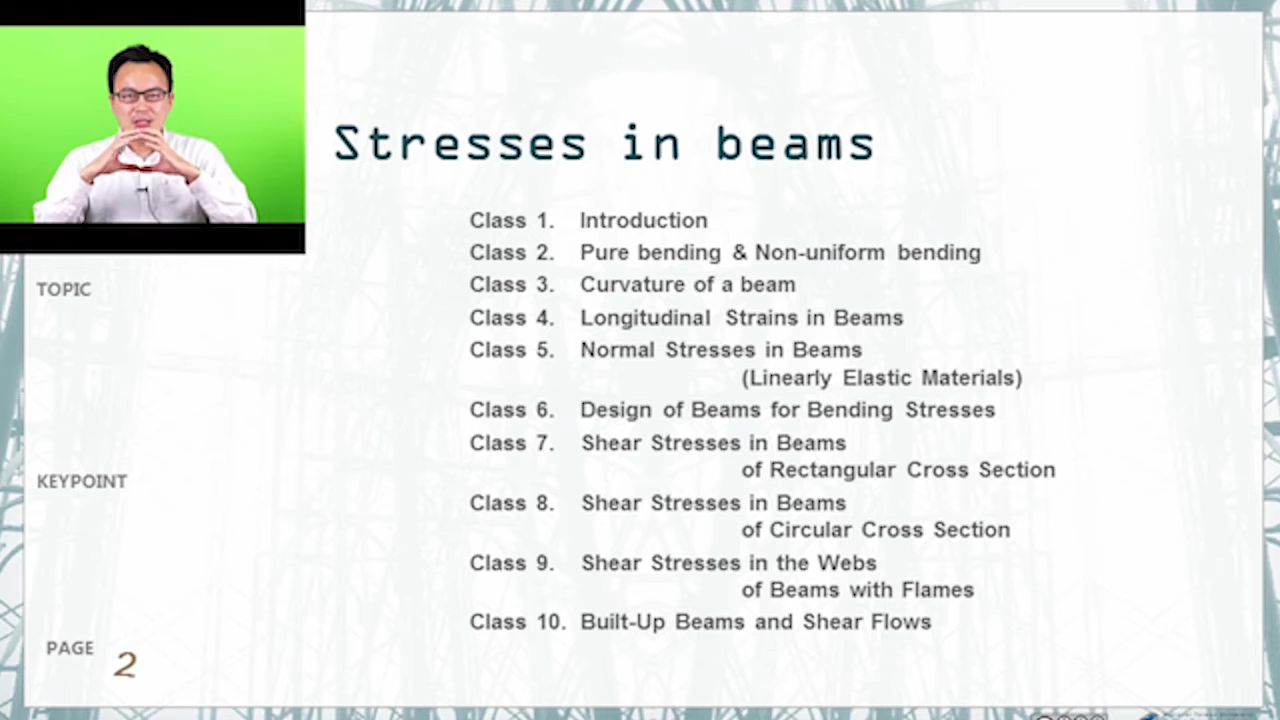 Stresses in beams
Class 1. Introduction
Class 2. Pure bending & Non-uniform bending
Class 3. Curvature of a beam
Class 4. Longitudinal Strains in Beams
Class 5. Normal Stresses in Beams
(Linearly Elastic Materials)
Class 6. Design of Beams for Bending Stresses
Class 7. Shear Stresses in Beams
of Rectangular Cross Section
Class 8. Shear Stresses in Beams
of Circular Cross Section
Class 9. Shear Stresses in the Webs
of Beams with Flames
Class 10. Built-Up Beams and Shear Flows
TOPIC
KEYPOINT
PAGE 2